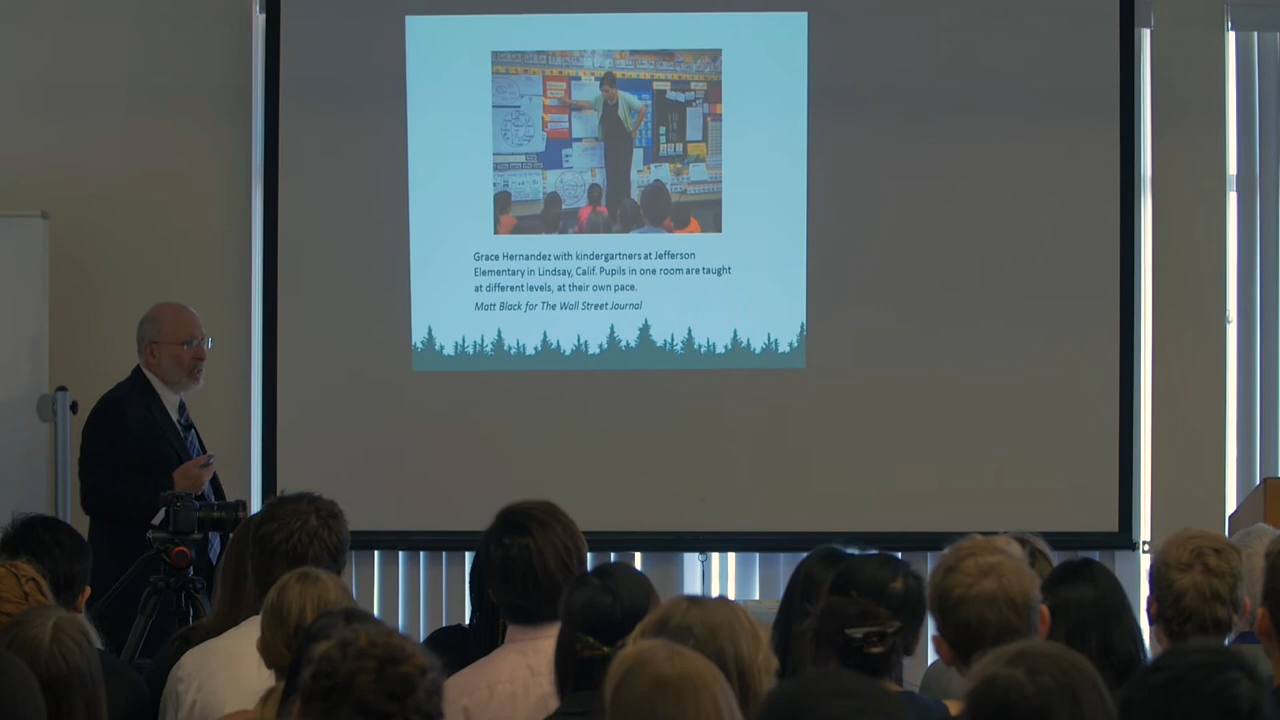 Grace Hernandez with kindergartners at Jefferson
Elementary in Lindsay, Calif. Pupils in one room are taught
at different levels, at their own pace.
Matt Black for The Wall Street Journal